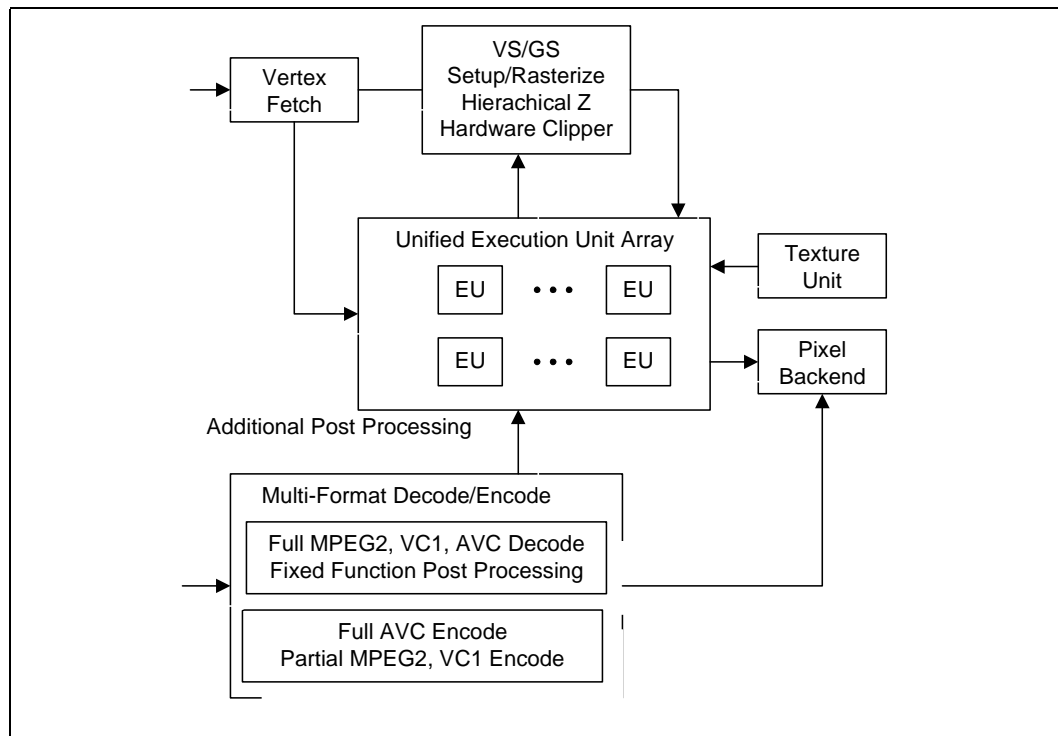 Vertex
Fetch
VS/GS
Setup/Rasterize
Hierachical Z
Hardware Clipper
Unified Execution Unit Array
EU
• • •
EU
EU
• • •
EU
Texture
Unit
Pixel
Backend
Additional Post Processing
Multi-Format Decode/Encode
Full MPEG2, VC1, AVC Decode
Fixed Function Post Processing
Full AVC Encode
Partial MPEG2, VC1 Encode